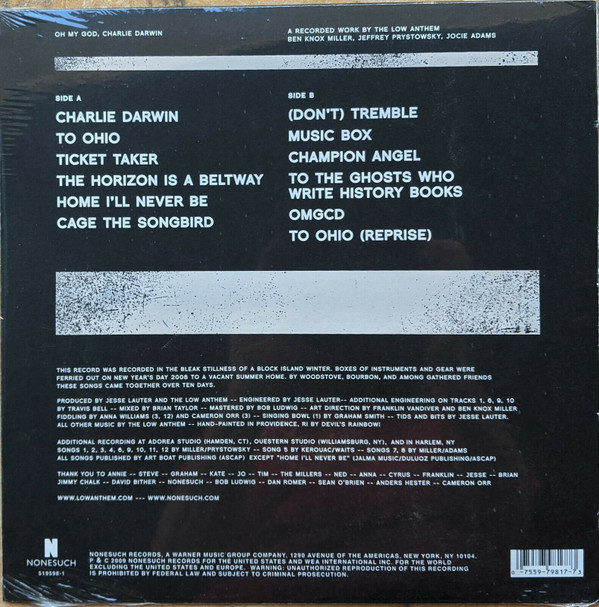 OH MY GOD, CHARLIE DARWIN
A RECORDED WORK BY THE LOW ANTHEM
BEN KNOX MILLER, JEFFREY PRYSTOWSKY, JOCIE ADAMS
SIDE A
CHARLIE DARWIN
TO OHIO
TICKET TAKER
THE HORIZON IS A BELTWAY
HOME I'LL NEVER BE
CAGE THE SONGBIRD
SIDE B
(DON'T) TREMBLE
MUSIC BOX
CHAMPION ANGEL
TO THE GHOSTS WHO
WRITE HISTORY BOOKS
OMGCD
TO OHIO (REPRISE)
THIS RECORD WAS RECORDED IN THE BLEAK STILLNESS OF A BLOCK ISLAND WINTER. BOXES OF INSTRUMENTS AND GEAR WERE
FERRIED OUT ON NEW YEAR'S DAY 2008 TO A VACANT SUMMER HOME. BY WOODSTOVE, BOURBON, AND AMONG GATHERED FRIENDS
THESE SONGS CAME TOGETHER OVER TEN DAYS.
PRODUCED BY JESSE LAUTER AND THE LOW ANTHEM -- ENGINEERED BY JESSE LAUTER-- ADDITIONAL ENGINEERING ON TRACKS 1, 6, 9, 10
BY TRAVIS BELL -- MIXED BY BRIAN TAYLOR -- MASTERED BY BOB LUDWIG -- ART DIRECTION BY FRANKLIN VANDIVER AND BEN KNOX MILLER
FIDDLING BY ANNA WILLIAMS (3, 12) AND CAMERON ORR (3) -- SINGING BOWL (1) BY GRAHAM SMITH -- TIDS AND BITS BY JESSE LAUTER.
ALL OTHER MUSIC BY THE LOW ANTHEM -- HAND-PAINTED IN PROVIDENCE, RI BY DEVIL'S RAINBOW!
ADDITIONAL RECORDING AT ADOREA STUDIO (HAMDEN, CT), OUESTERN STUDIO (WILLIAMSBURG, NY), AND IN HARLEM, NY
SONGS 1, 2, 3, 4, 6, 9, 10, 11, 12 BY MILLER/PRYSTOWSKY -- SONG 5 BY KEROUAC/WAITS -- SONGS 7, 8 BY MILLER/ADAMS
ALL SONGS PUBLISHED BY ART BOAT PUBLISHING (ASCAP) EXCEPT "HOME I'LL NEVER BE" (JALMA MUSIC/DULUOZ PUBLISHING/ASCAP)
THANK YOU TO ANNIE -- STEVE -- GRAHAM -- KATE -- JO -- TIM -- THE MILLERS -- NED -- ANNA -- CYRUS -- FRANKLIN -- JESSE -- BRIAN
JIMMY CHALK -- DAVID BITHER -- NONESUCH -- BOB LUDWIG -- DAN ROMER -- SEAN O'BRIEN -- ANDERS HESTER -- CAMERON ORR
WWW.LOWANTHEM.COM --- WWW.NONESUCH.COM
N
NONESUCH
519599-1
NONESUCH RECORDS, A WARNER MUSIC GROUP COMPANY, 1290 AVENUE OF THE AMERICAS, NEW YORK, NY 10104.
P & C 2009 NONESUCH RECORDS FOR THE UNITED STATES AND WEA INTERNATIONAL INC. FOR THE WORLD
EXCLUDING THE UNITED STATES AND EUROPE. WARNING: UNAUTHORIZED REPRODUCTION OF THIS RECORDING
IS PROHIBITED BY FEDERAL LAW AND SUBJECT TO CRIMINAL PROSECUTION.
0 -7559-79817-7 3